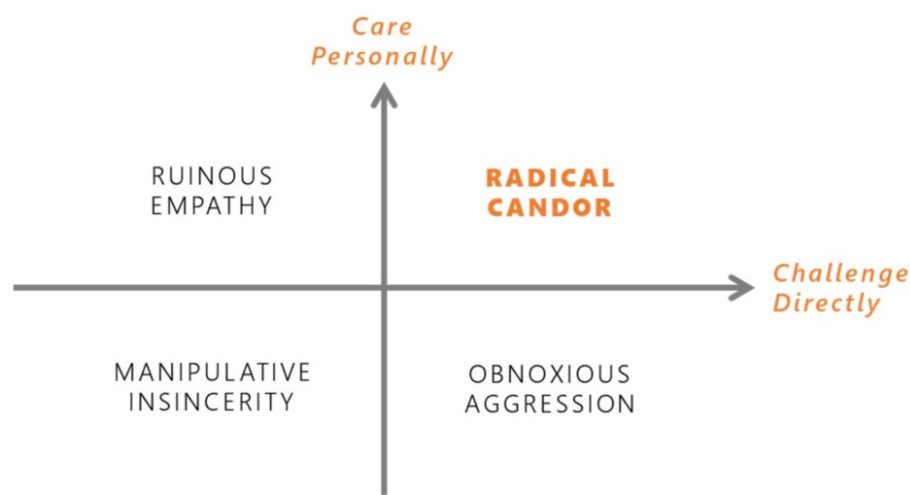 Care
Personally
RUINOUS
EMPATHY
RADICAL
CANDOR
Challenge
Directly
MANIPULATIVE
INSINCERITY
OBNOXIOUS
AGGRESSION